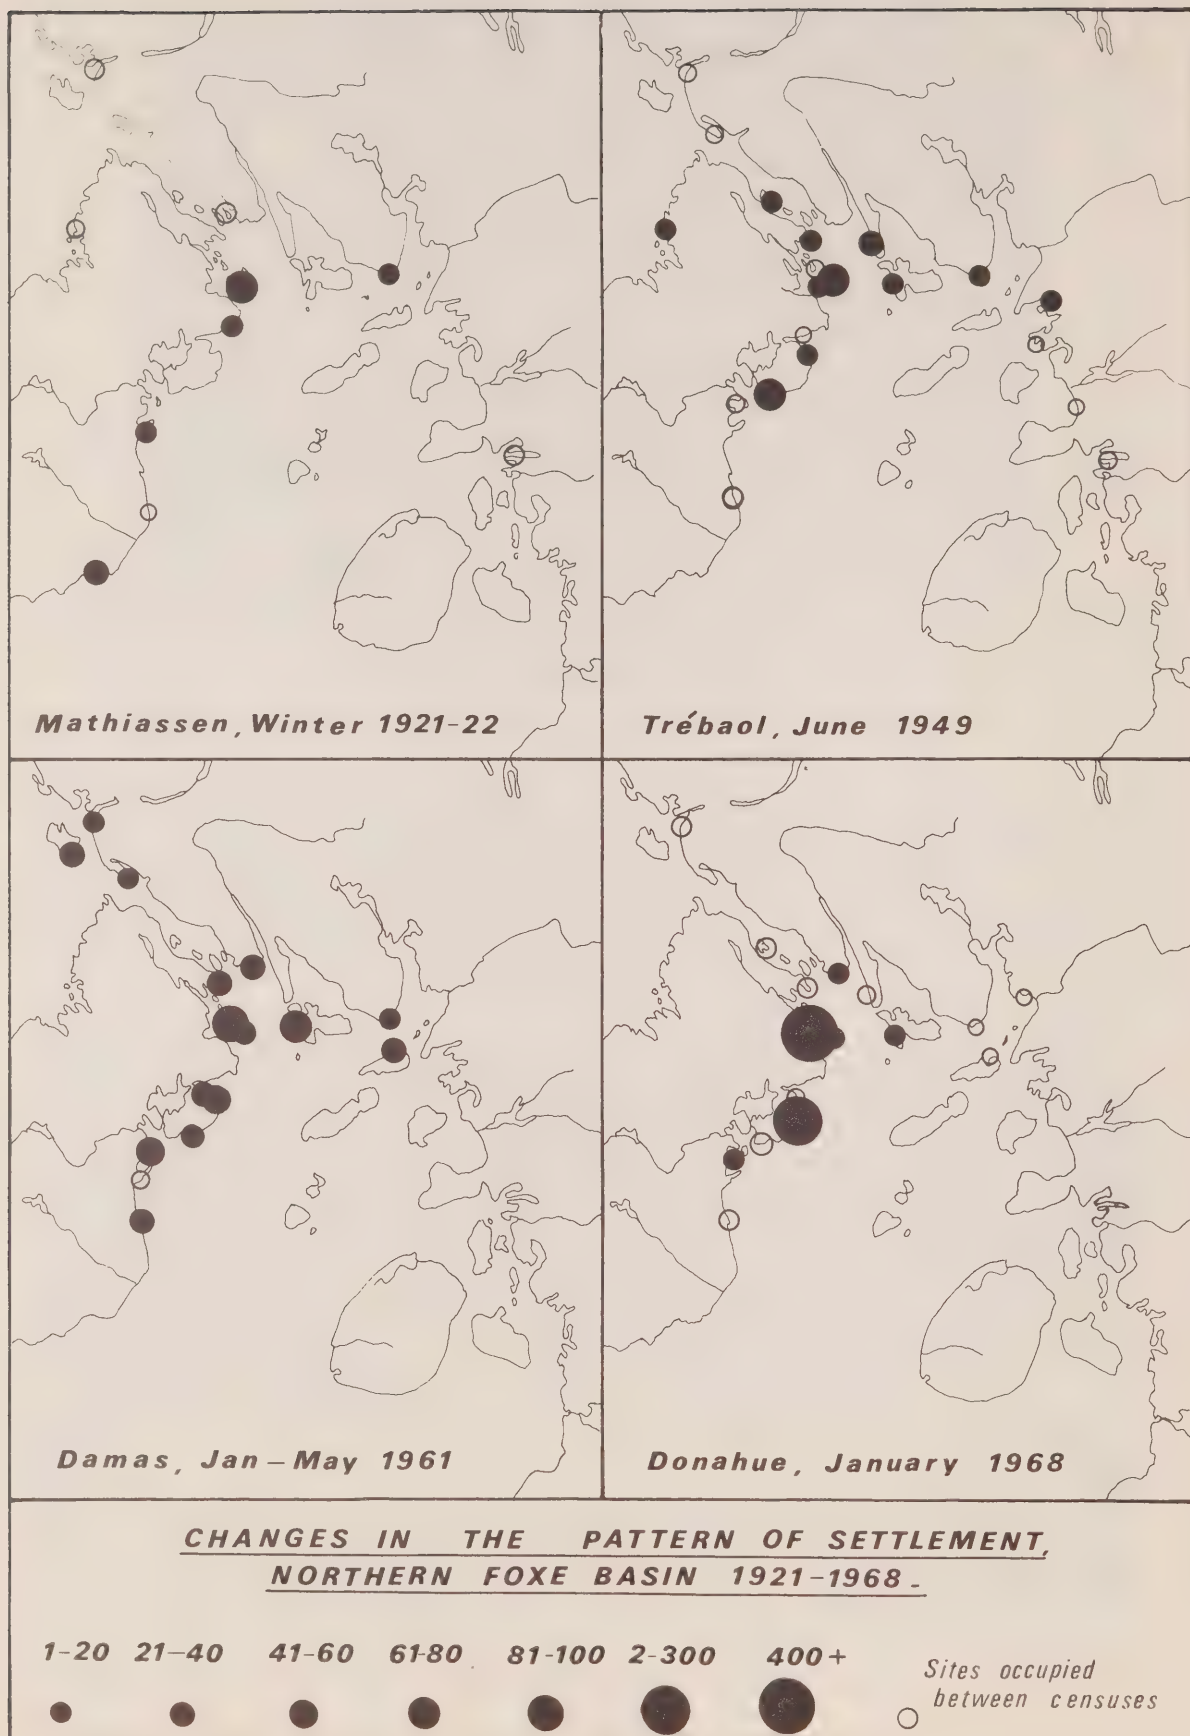 Mathiassen, Winter 1921-22
Trébaol, June 1949
Damas, Jan-May 1961
Donahue, January 1968
CHANGES IN THE PATTERN OF SETTLEMENT,
NORTHERN FOXE BASIN 1921-1968.
1-20 21-40 41-60 61-80 81-100 2-300 400+
Sites occupied
between censuses